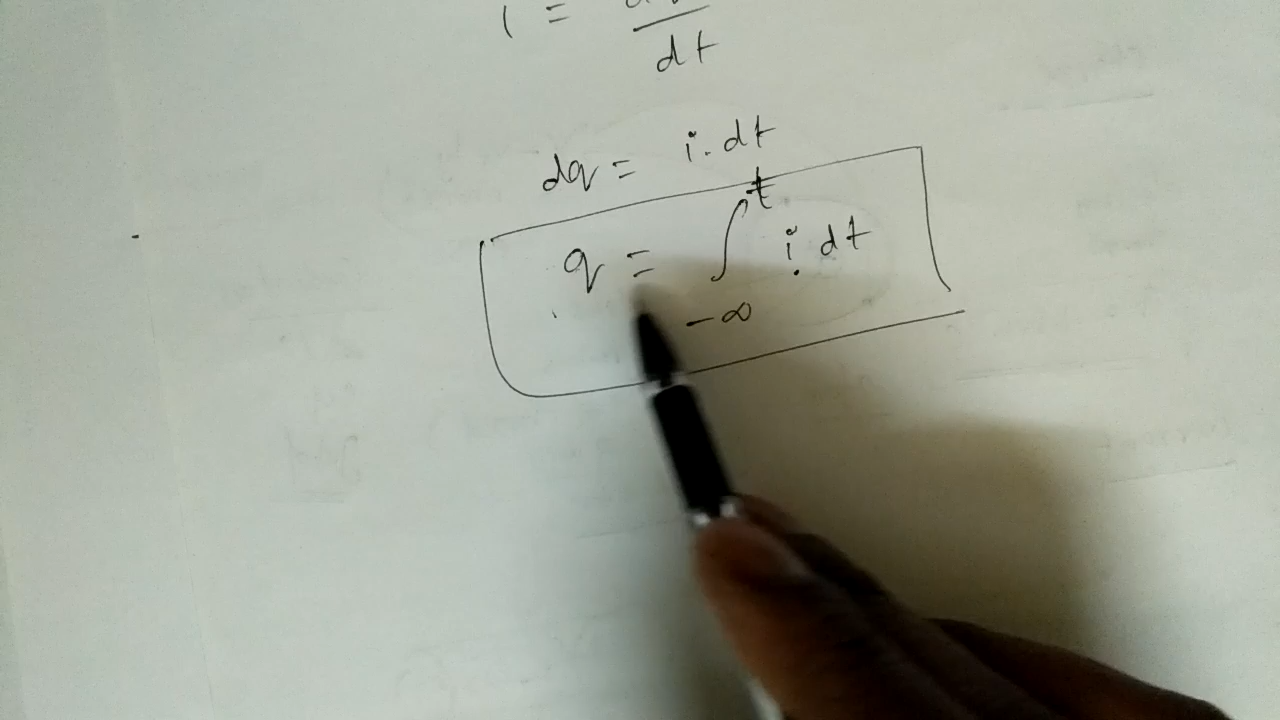 i = d / dt
dq = i. dt
q = ∫_{-∞}^{t} i. dt